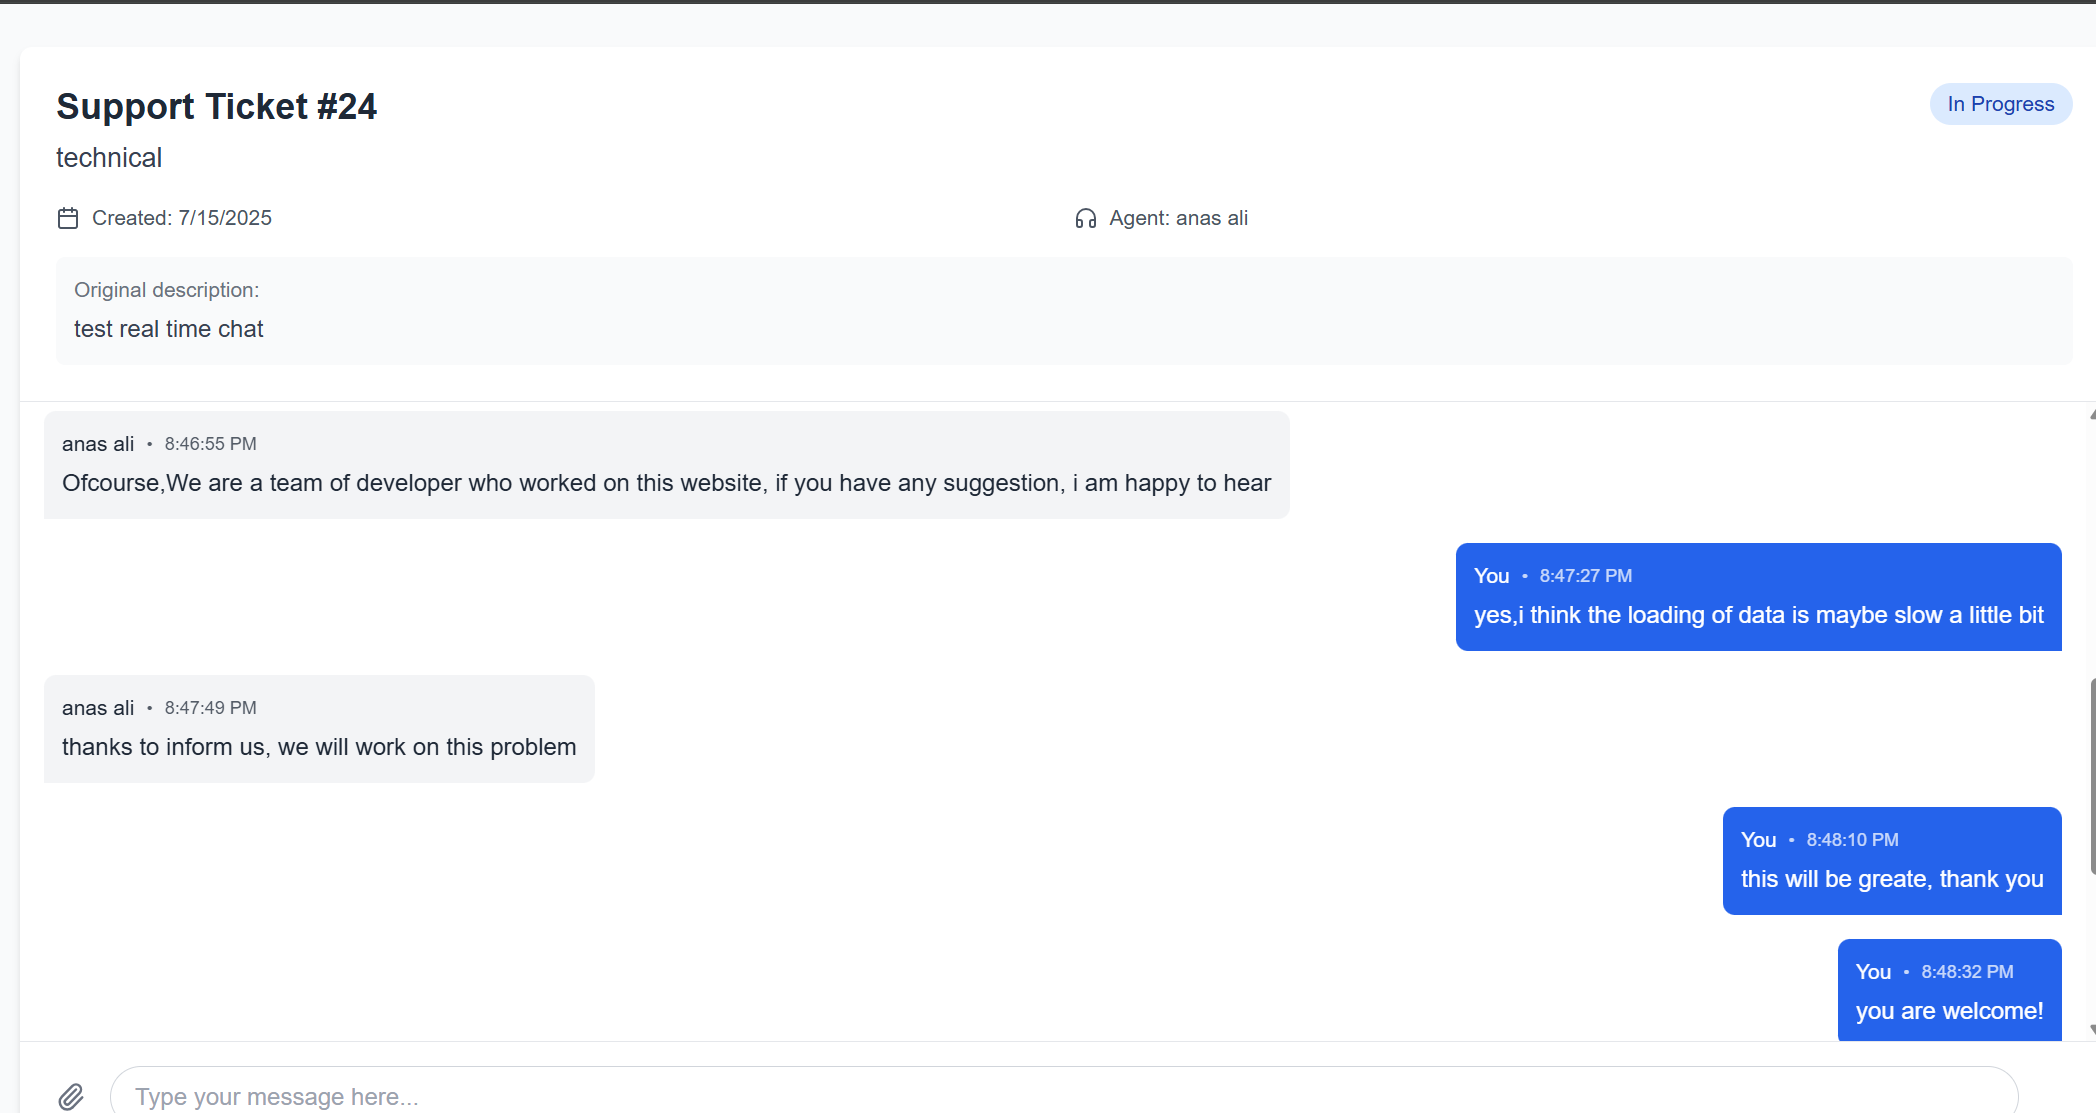 Support Ticket #24
In Progress
technical
Created: 7/15/2025
Agent: anas ali
Original description:
test real time chat
anas ali • 8:46:55 PM
Ofcourse,We are a team of developer who worked on this website, if you have any suggestion, i am happy to hear
You • 8:47:27 PM
yes,i think the loading of data is maybe slow a little bit
anas ali • 8:47:49 PM
thanks to inform us, we will work on this problem
You • 8:48:10 PM
this will be greate, thank you
You • 8:48:32 PM
you are welcome!
Type your message here...